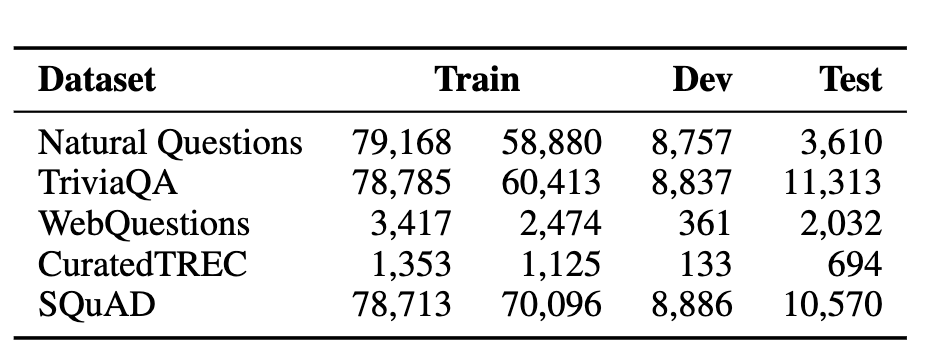 Dataset Train Dev Test
Natural Questions 79,168 58,880 8,757 3,610
TriviaQA 78,785 60,413 8,837 11,313
WebQuestions 3,417 2,474 361 2,032
CuratedTREC 1,353 1,125 133 694
SQuAD 78,713 70,096 8,886 10,570